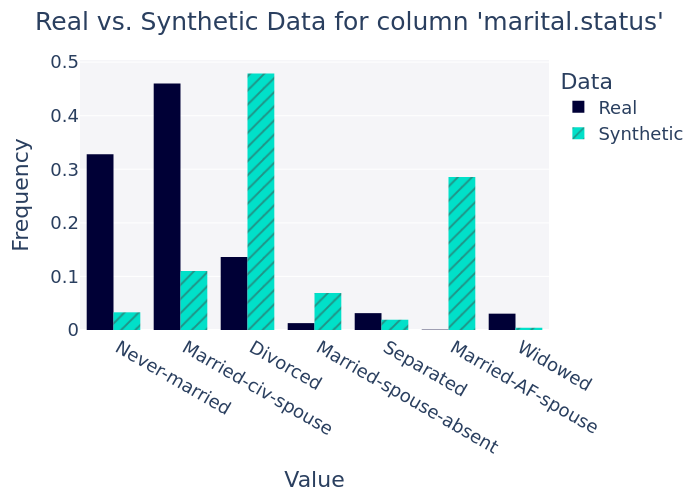 Real vs. Synthetic Data for column 'marital.status'
Data
Real
Synthetic
Frequency
0.5
0.4
0.3
0.2
0.1
0
Never-married
Married-civ-spouse
Divorced
Married-spouse-absent
Separated
Married-AF-spouse
Widowed
Value